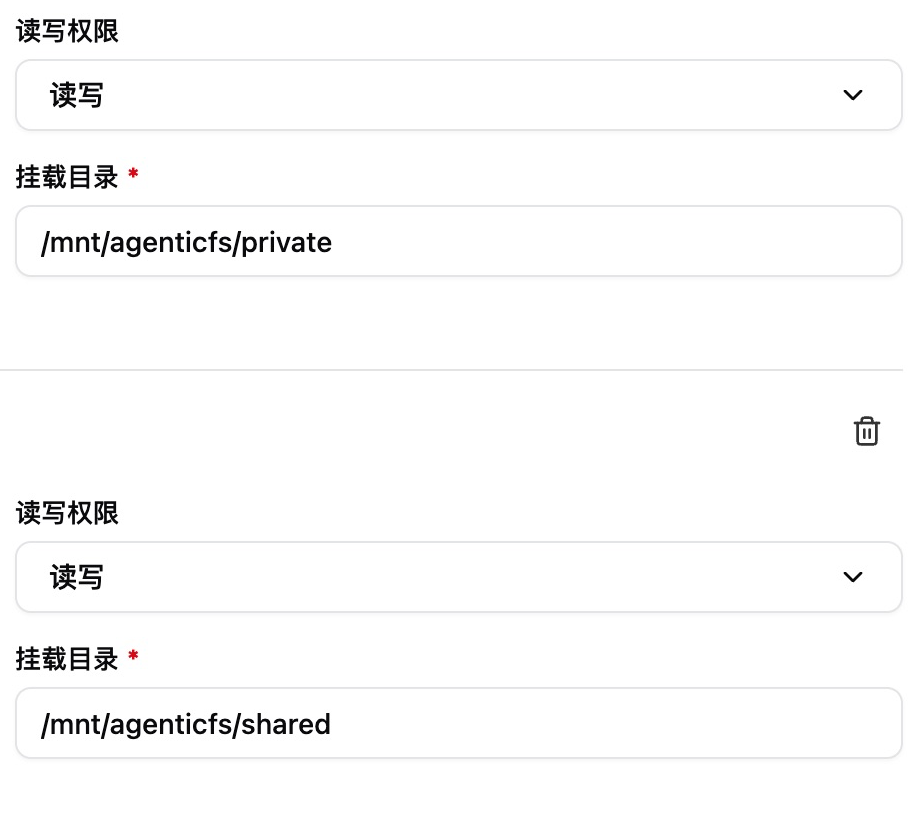 读写权限
读写
挂载目录 *
/mnt/agenticfs/private
读写权限
读写
挂载目录 *
/mnt/agenticfs/shared